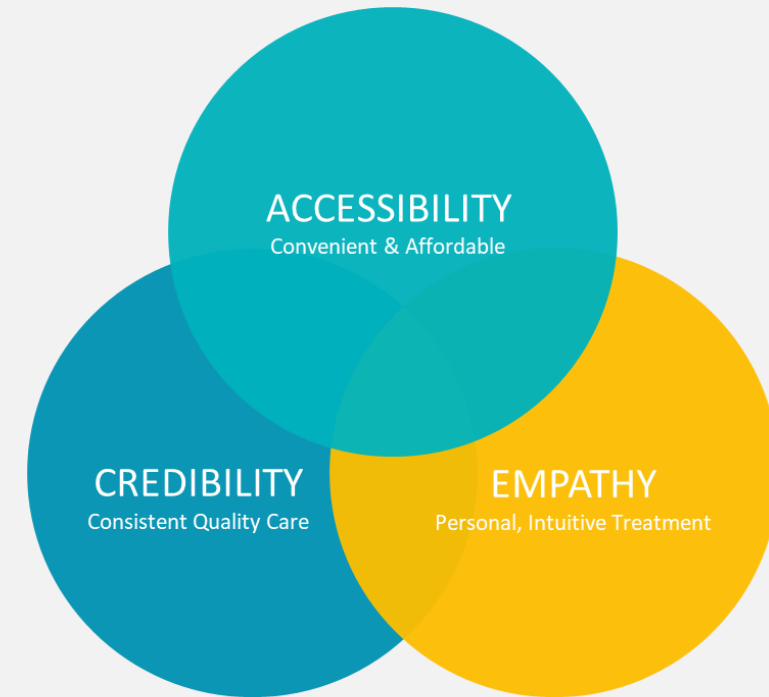 ACCESSIBILITY
Convenient & Affordable
CREDIBILITY
Consistent Quality Care
EMPATHY
Personal, Intuitive Treatment